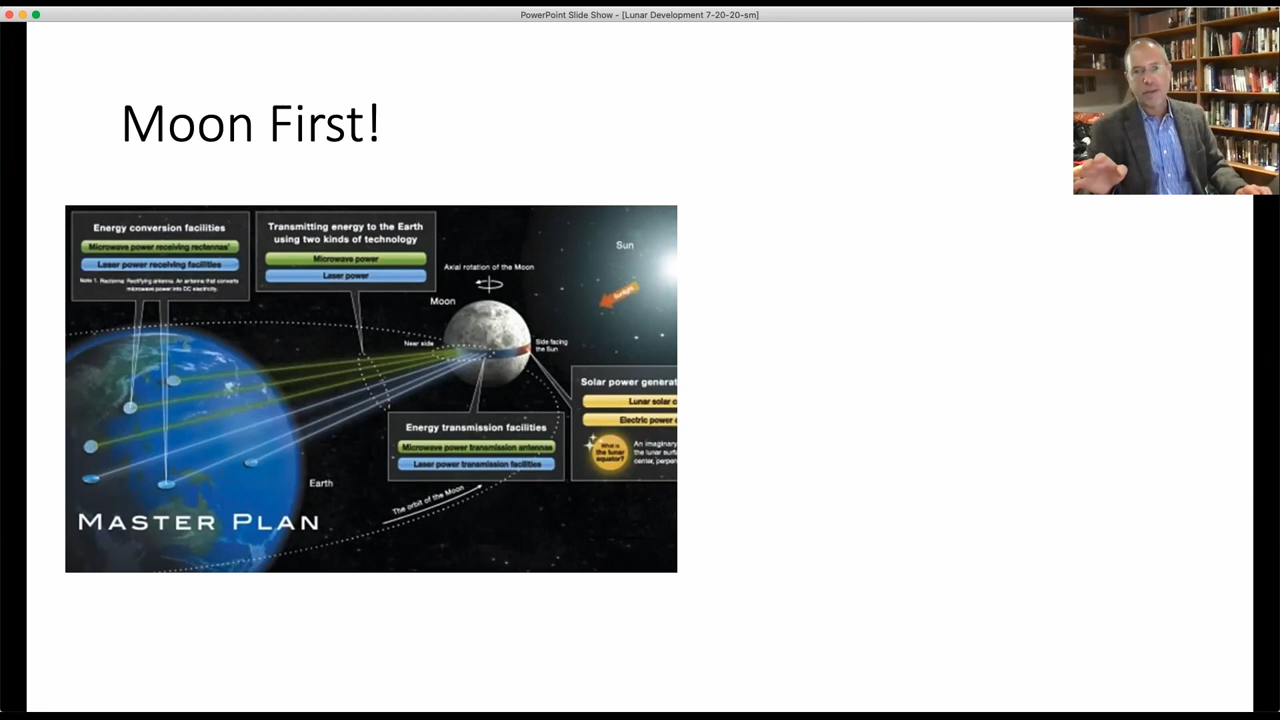 PowerPoint Slide Show - [Lunar Development 7-20-20-sm]
Moon First!
Energy conversion facilities
Microwave power receiving rectennas¹
Laser power receiving facilities
Note 1. Rectenna: Rectifying antenna. An antenna that converts
microwave power into DC electricity.
Transmitting energy to the Earth
using two kinds of technology
Microwave power
Laser power
Axial rotation of the Moon
Moon
Sun
Sunlight
Near side
Side facing
the Sun
Solar power generat
Lunar solar c
Electric power c
What is
the lunar
equator?
An imaginary
the lunar surf
center, perpen
Energy transmission facilities
Microwave power transmission antennas
Laser power transmission facilities
Earth
The orbit of the Moon
MASTER PLAN